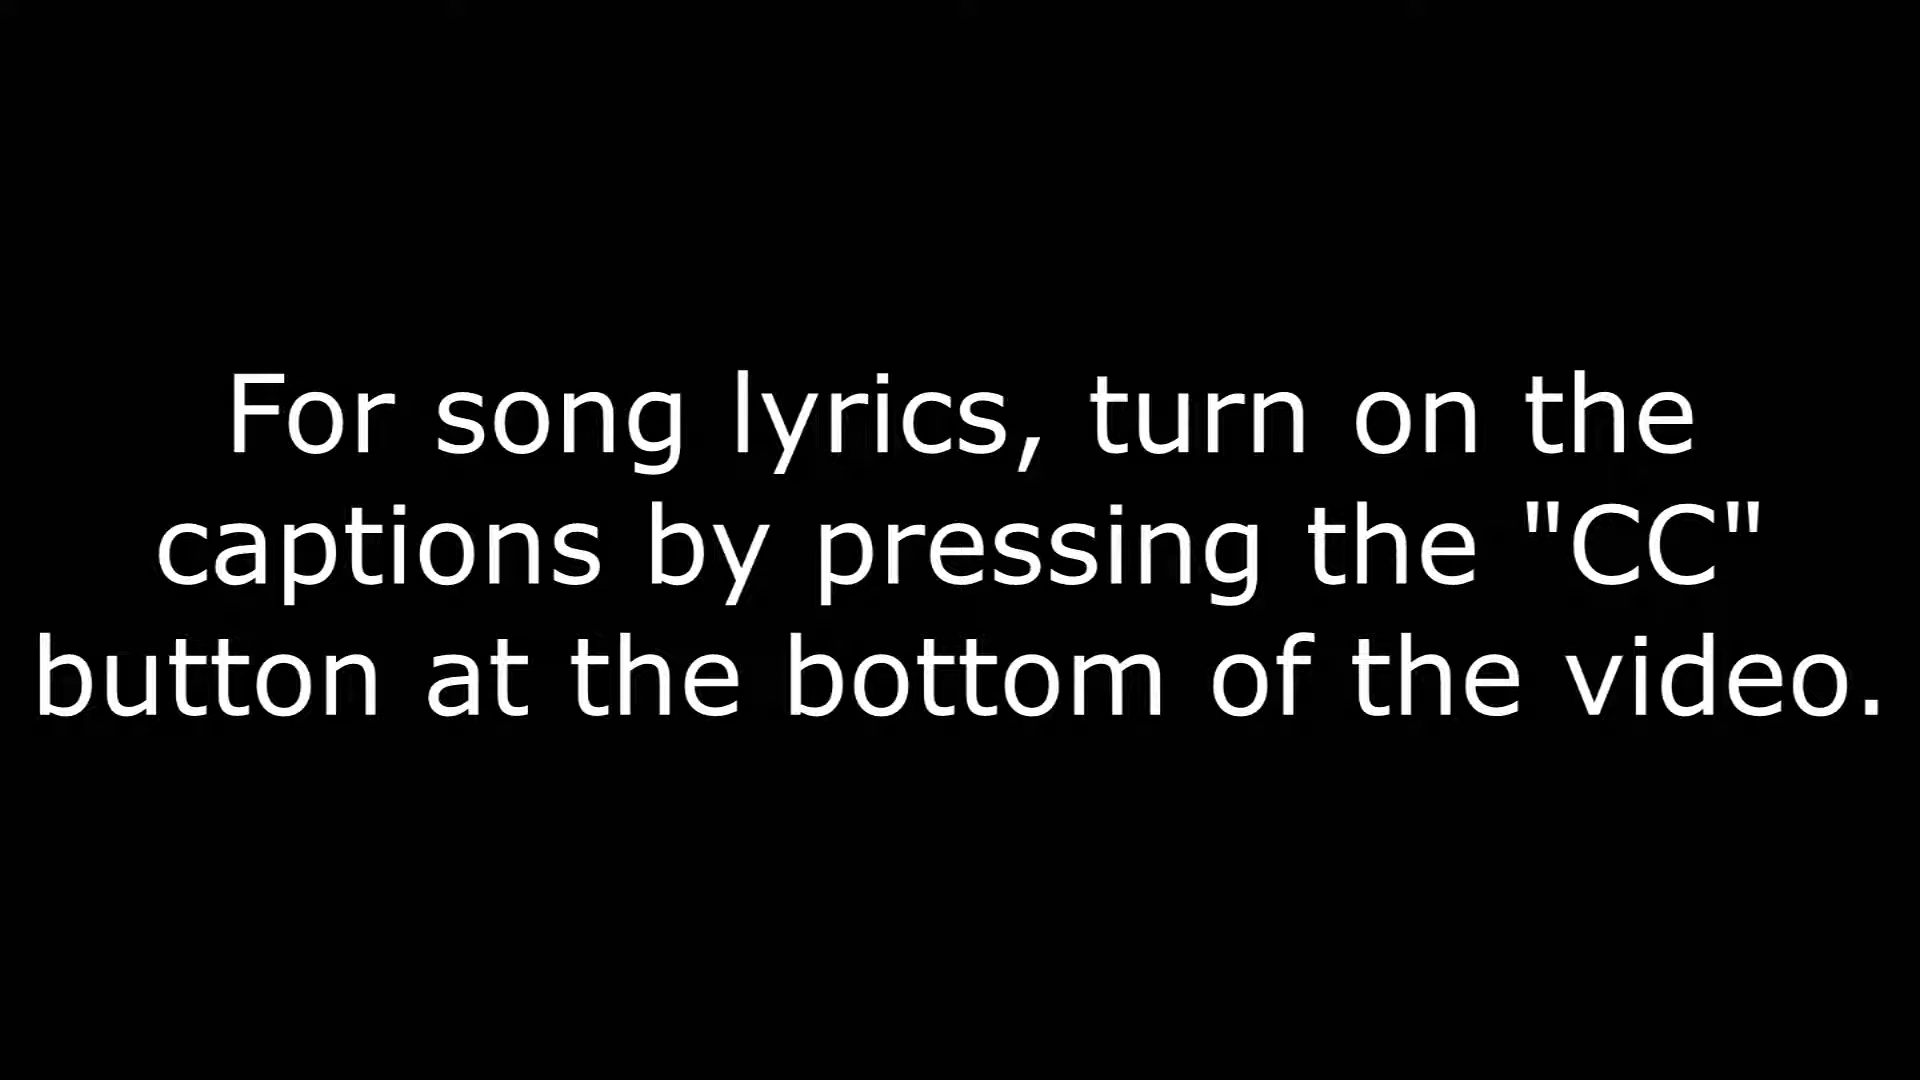 For song lyrics, turn on the
captions by pressing the "CC"
button at the bottom of the video.